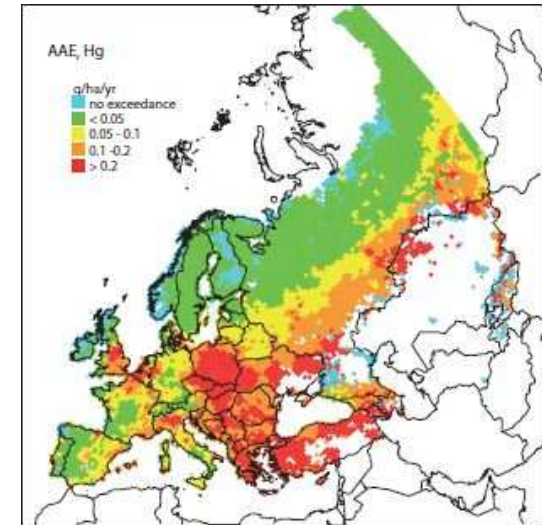 AAE, Hg
g/ha/yr
no exceedance
< 0.05
0.05 - 0.1
0.1 -0.2
> 0.2